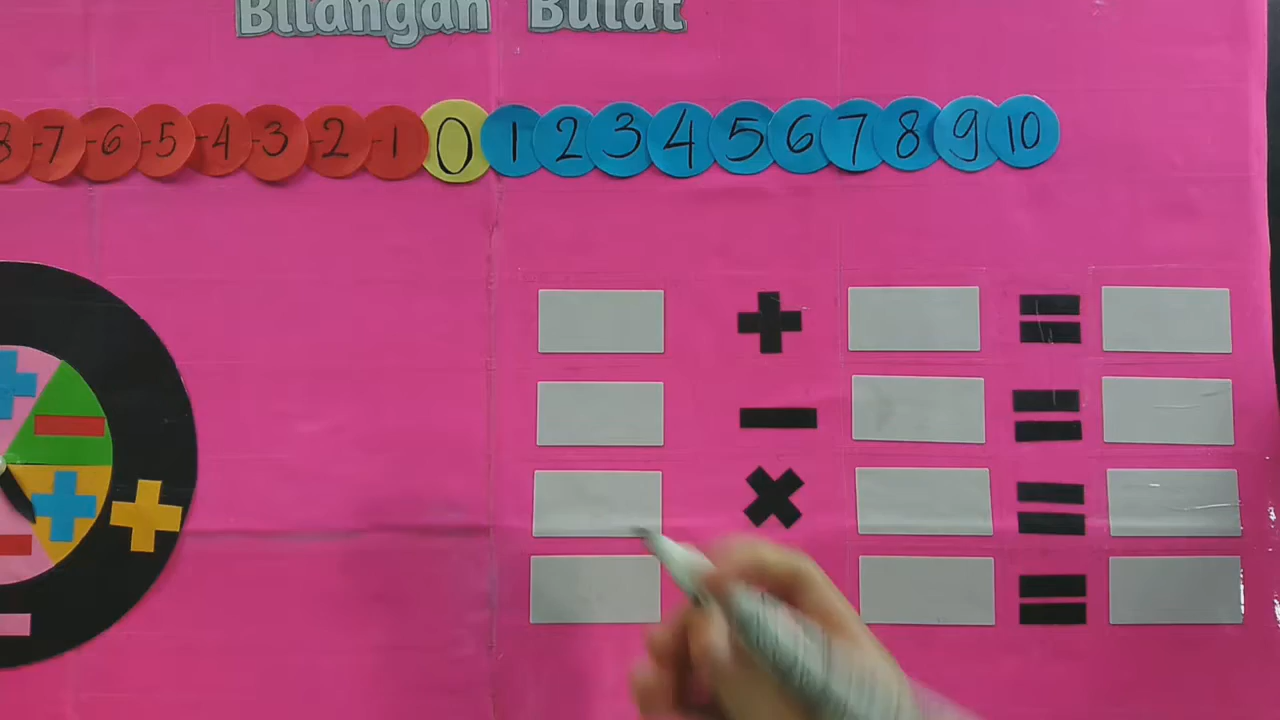 Bilangan Bulat
8 -7 -6 -5 -4 -3 -2 -1 0 1 2 3 4 5 6 7 8 9 10
+ =
- =
+ × =
=